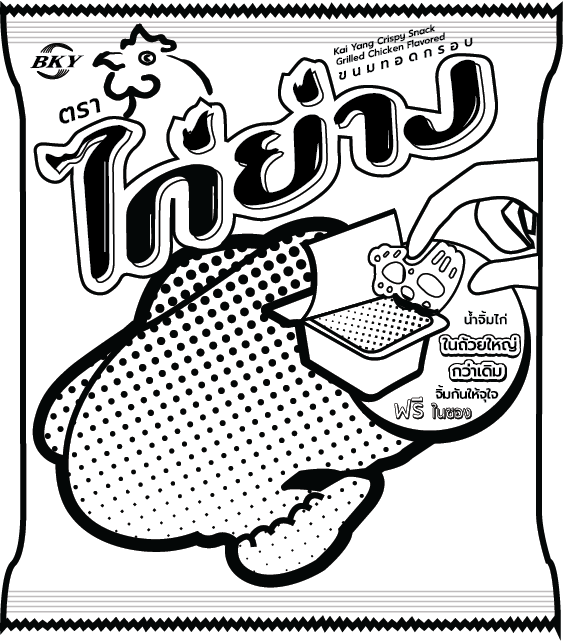 BKY
Kai Yang Crispy Snack
Grilled Chicken Flavored
ขนมทอดกรอบ
ตรา
ไก่ย่าง
น้ำจิ้มไก่
ในถ้วยใหญ่
กว่าเดิม
จิ้มกันให้จุใจ
ฟรี ในซอง